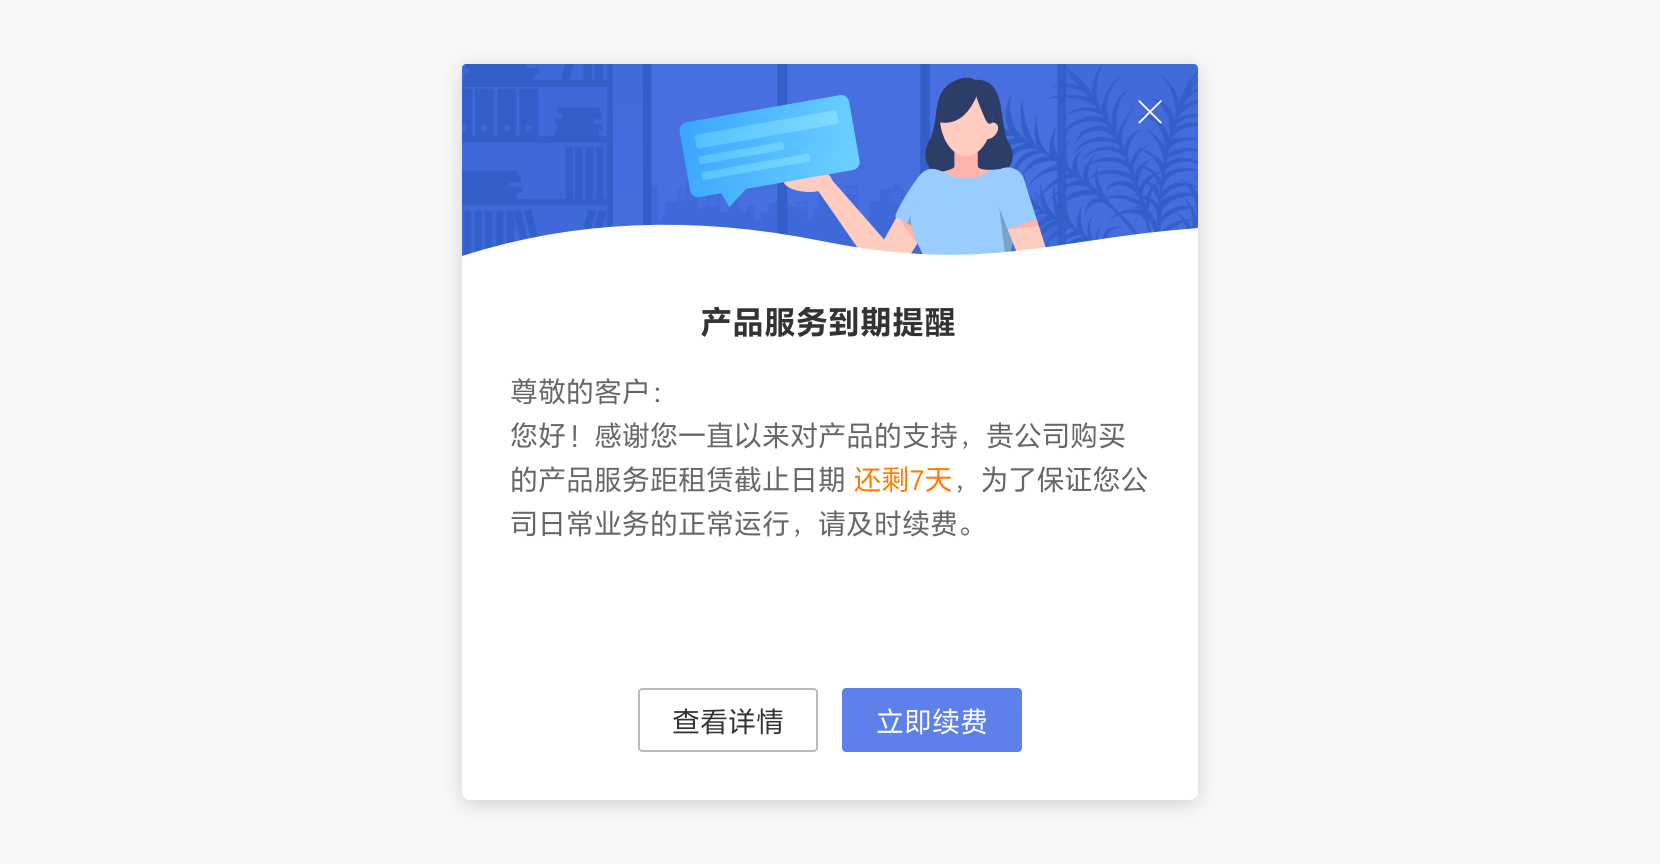 产品服务到期提醒
尊敬的客户：
您好！感谢您一直以来对产品的支持，贵公司购买
的产品服务距租赁截止日期 还剩7天，为了保证您公
司日常业务的正常运行，请及时续费。
查看详情
立即续费